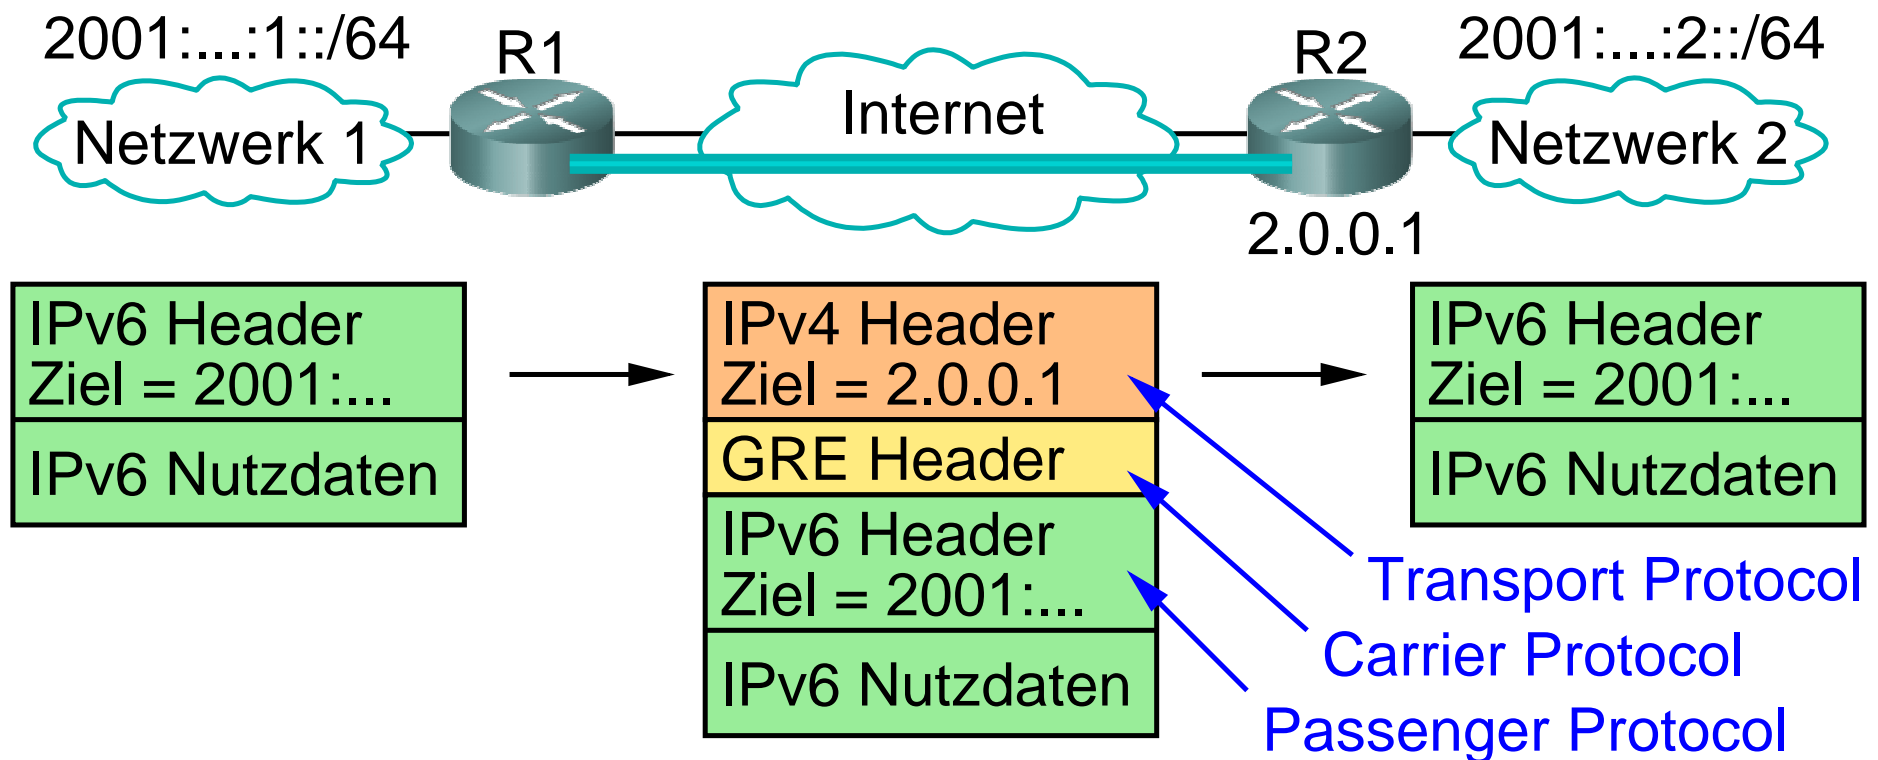 2001:...:1::/64
R1
R2
2001:...:2::/64
Netzwerk 1
Internet
Netzwerk 2
2.0.0.1
IPv6 Header
Ziel = 2001:...
IPv6 Nutzdaten
IPv4 Header
Ziel = 2.0.0.1
GRE Header
IPv6 Header
Ziel = 2001:...
IPv6 Nutzdaten
IPv6 Header
Ziel = 2001:...
IPv6 Nutzdaten
Transport Protocol
Carrier Protocol
Passenger Protocol